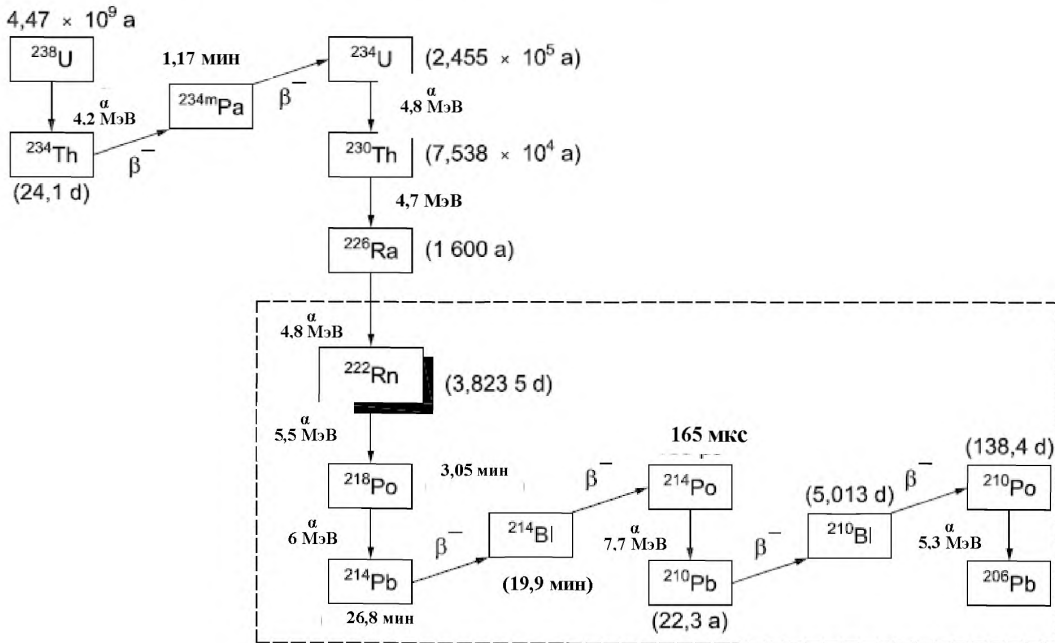 4,47 × 10⁹ a
²³⁸U
1,17 мин
²³⁴U
(2,455 × 10⁵ a)
α
4,2 МэВ
²³⁴ᵐPa
β⁻
α
4,8 МэВ
²³⁴Th
β⁻
²³⁰Th
(7,538 × 10⁴ a)
(24,1 d)
4,7 МэВ
²²⁶Ra
(1 600 a)
α
4,8 МэВ
²²²Rn
(3,823 5 d)
α
5,5 МэВ
165 мкс
(138,4 d)
²¹⁸Po
3,05 мин
β⁻
²¹⁴Po
(5,013 d)
β⁻
²¹⁰Po
α
6 МэВ
β⁻
²¹⁴BI
α
7,7 МэВ
β⁻
²¹⁰BI
α
5,3 МэВ
²¹⁴Pb
(19,9 мин)
²¹⁰Pb
²⁰⁶Pb
26,8 мин
(22,3 a)